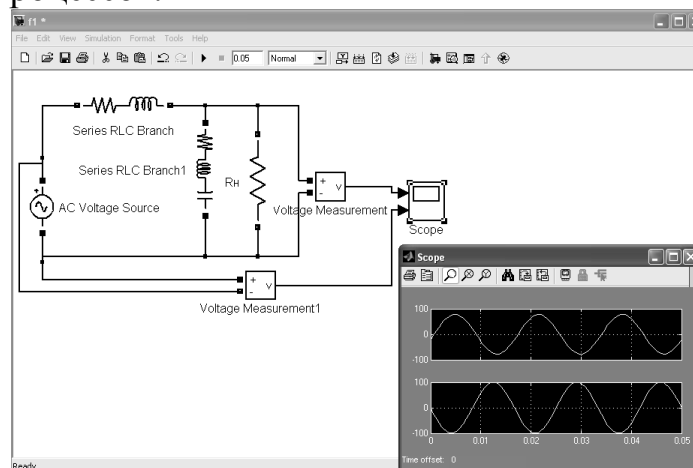 f1 *
File Edit View Simulation Format Tools Help
0.05 Normal
Series RLC Branch
Series RLC Branch1
Rн
AC Voltage Source
+ - v
Voltage Measurement
Scope
+ - v
Voltage Measurement1
Scope
100
0
-100
100
0
-100
0 0.01 0.02 0.03 0.04 0.05
Time offset: 0
Ready